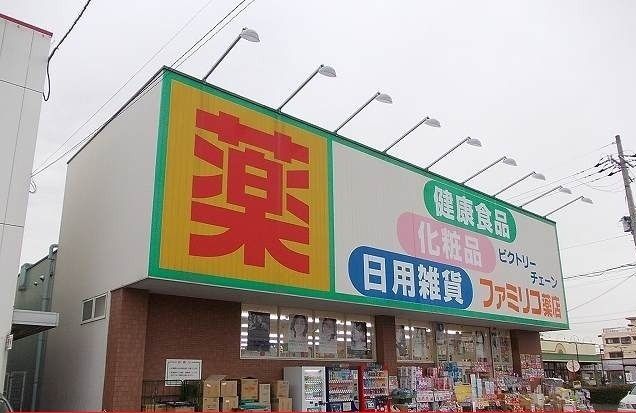 薬
健康食品
化粧品
日用雑貨
ビクトリー
チェーン
ファミリコ薬店